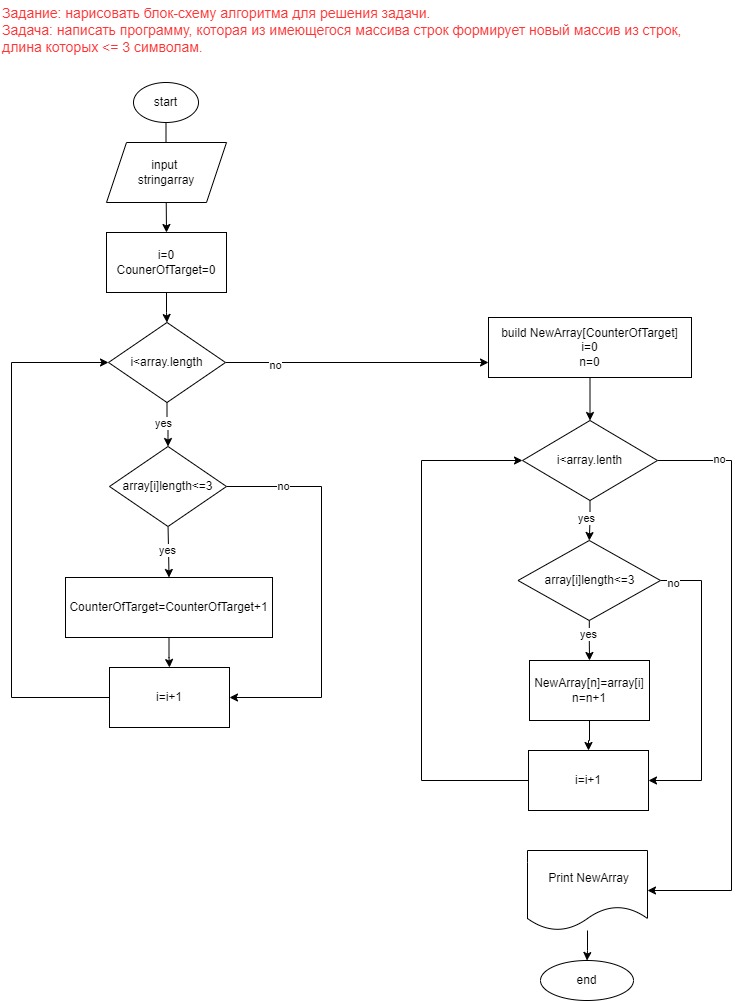 Задание: нарисовать блок-схему алгоритма для решения задачи.
Задача: написать программу, которая из имеющегося массива строк формирует новый массив из строк,
длина которых <= 3 символам.
start
input
stringarray
i=0
CounerOfTarget=0
i<array.length
no
yes
array[i]length<=3
no
yes
CounterOfTarget=CounterOfTarget+1
i=i+1
build NewArray[CounterOfTarget]
i=0
n=0
i<array.lenth
no
yes
array[i]length<=3
no
yes
NewArray[n]=array[i]
n=n+1
i=i+1
Print NewArray
end